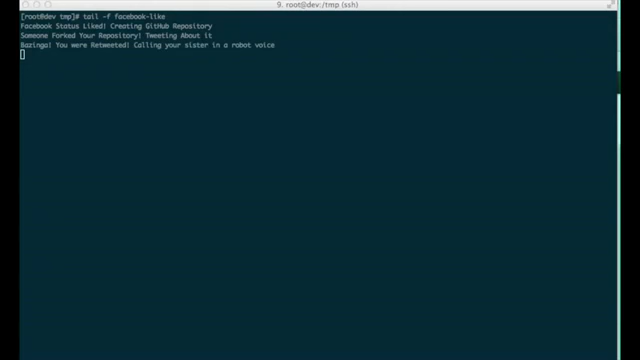 9. root@dev:/tmp (ssh)
[root@dev tmp]# tail -f facebook-like
Facebook Status Liked! Creating GitHub Repository
Someone Forked Your Repository! Tweeting About it
Bazinga! You were Retweeted! Calling your sister in a robot voice